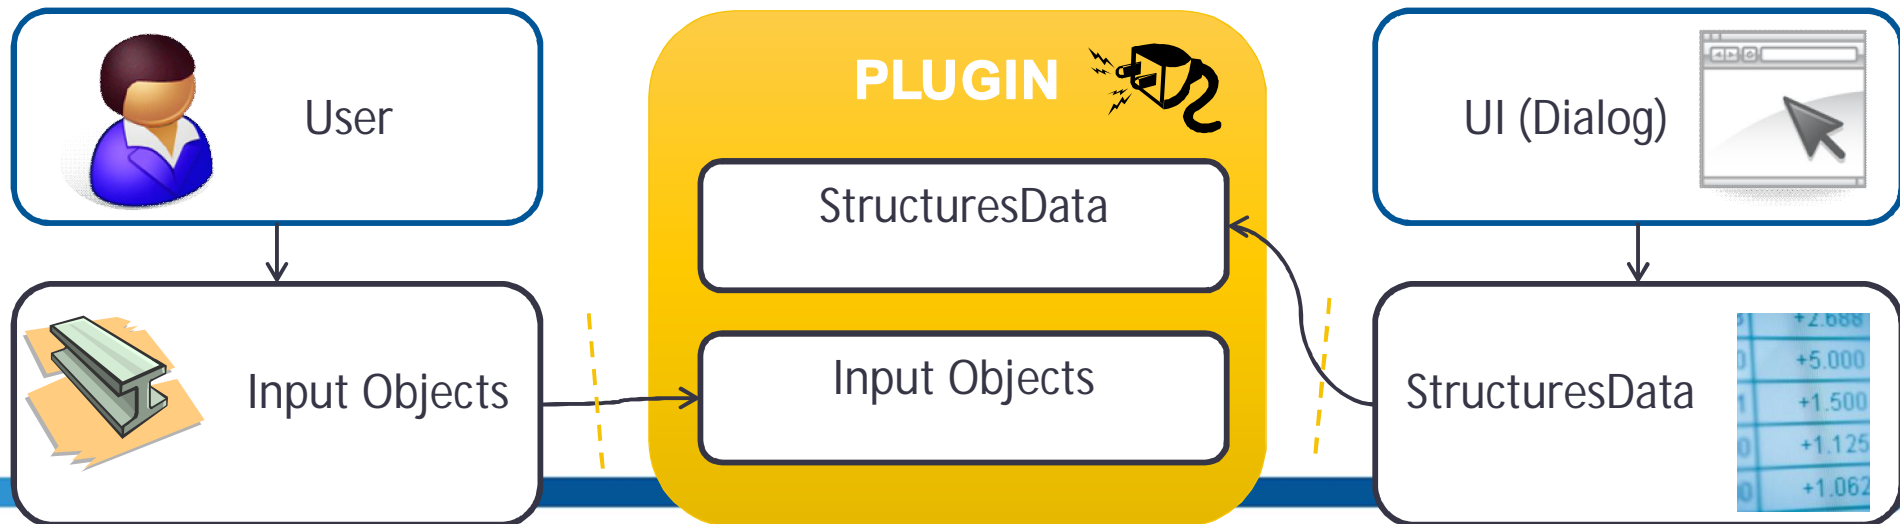 User
PLUGIN
UI (Dialog)
StructuresData
Input Objects
Input Objects
StructuresData
+2.688
+5.000
+1.500
+1.125
+1.062